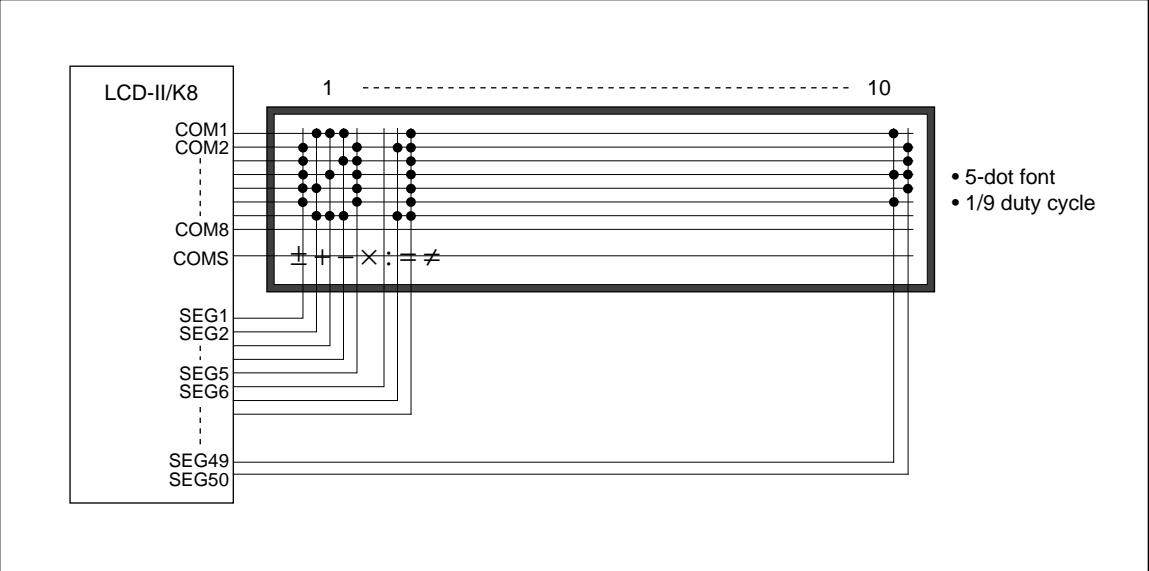 1 10
LCD-II/K8
COM1
COM2
COM8
COMS
± + − × : = ≠
• 5-dot font
• 1/9 duty cycle
SEG1
SEG2
SEG5
SEG6
SEG49
SEG50